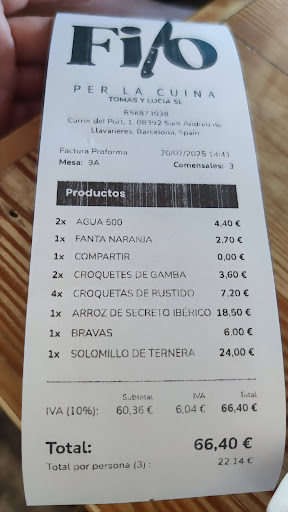 Filo
PER LA CUINA
TOMAS Y LUCIA SL
B56873938
Carrer del Port, 1, 08392 Sant Andreu de
Llavaneres, Barcelona, Spain
Factura Proforma 20/07/2025 14:41
Mesa: 3A Comensales: 3
Productos
2x AGUA 500 4,40 €
1x FANTA NARANJA 2,70 €
1x COMPARTIR 0,00 €
2x CROQUETES DE GAMBA 3,60 €
4x CROQUETAS DE RUSTIDO 7,20 €
1x ARROZ DE SECRETO IBÉRICO 18,50 €
1x BRAVAS 6,00 €
1x SOLOMILLO DE TERNERA 24,00 €
Subtotal IVA Total
IVA (10%): 60,36 € 6,04 € 66,40 €
Total: 66,40 €
Total por persona (3) : 22,14 €